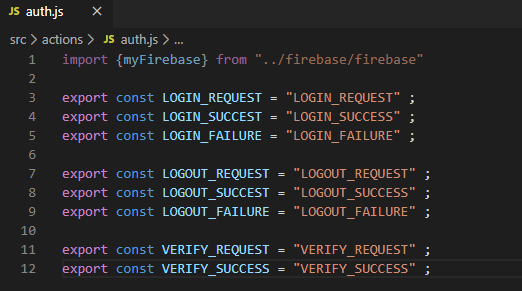 JS auth.js ×
src > actions > JS auth.js > ...
1 import {myFirebase} from "../firebase/firebase"
2
3 export const LOGIN_REQUEST = "LOGIN_REQUEST" ;
4 export const LOGIN_SUCCEST = "LOGIN_SUCCESS" ;
5 export const LOGIN_FAILURE = "LOGIN_FAILURE" ;
6
7 export const LOGOUT_REQUEST = "LOGOUT_REQUEST" ;
8 export const LOGOUT_SUCCEST = "LOGOUT_SUCCESS" ;
9 export const LOGOUT_FAILURE = "LOGOUT_FAILURE" ;
10
11 export const VERIFY_REQUEST = "VERIFY_REQUEST" ;
12 export const VERIFY_SUCCESS = "VERIFY_SUCCESS" ;